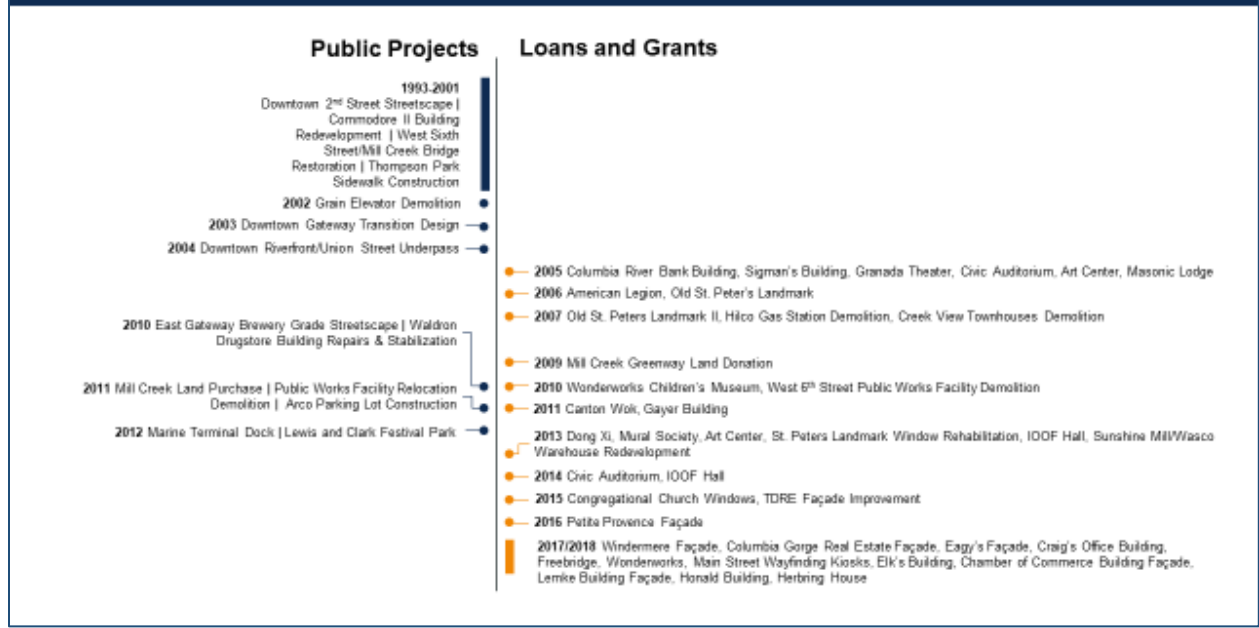 Public Projects
Loans and Grants
1993-2001
Downtown 2nd Street Streetscape |
Commodore II Building
Redevelopment | West Sixth
Street/Mill Creek Bridge
Restoration | Thompson Park
Sidewalk Construction
2002 Grain Elevator Demolition
2003 Downtown Gateway Transition Design
2004 Downtown Riverfront/Union Street Underpass
2005 Columbia River Bank Building, Sigman's Building, Granada Theater, Civic Auditorium, Art Center, Masonic Lodge
2006 American Legion, Old St. Peter's Landmark
2007 Old St. Peters Landmark II, Hilco Gas Station Demolition, Creek View Townhouses Demolition
2009 Mill Creek Greenway Land Donation
2010 East Gateway Brewery Grade Streetscape | Waldron
Drugstore Building Repairs & Stabilization
2010 Wonderworks Children's Museum, West 6th Street Public Works Facility Demolition
2011 Mill Creek Land Purchase | Public Works Facility Relocation
Demolition | Arco Parking Lot Construction
2011 Canton Wok, Gayer Building
2012 Marine Terminal Dock | Lewis and Clark Festival Park
2013 Dong Xi, Mural Society, Art Center, St. Peters Landmark Window Rehabilitation, IOOF Hall, Sunshine Mill/Wasco
Warehouse Redevelopment
2014 Civic Auditorium, IOOF Hall
2015 Congregational Church Windows, TDRE Façade Improvement
2016 Petite Provence Façade
2017/2018 Windermere Façade, Columbia Gorge Real Estate Façade, Eagy's Façade, Craig's Office Building,
Freebridge, Wonderworks, Main Street Wayfinding Kiosks, Elk's Building, Chamber of Commerce Building Façade,
Lemke Building Façade, Honald Building, Herbring House